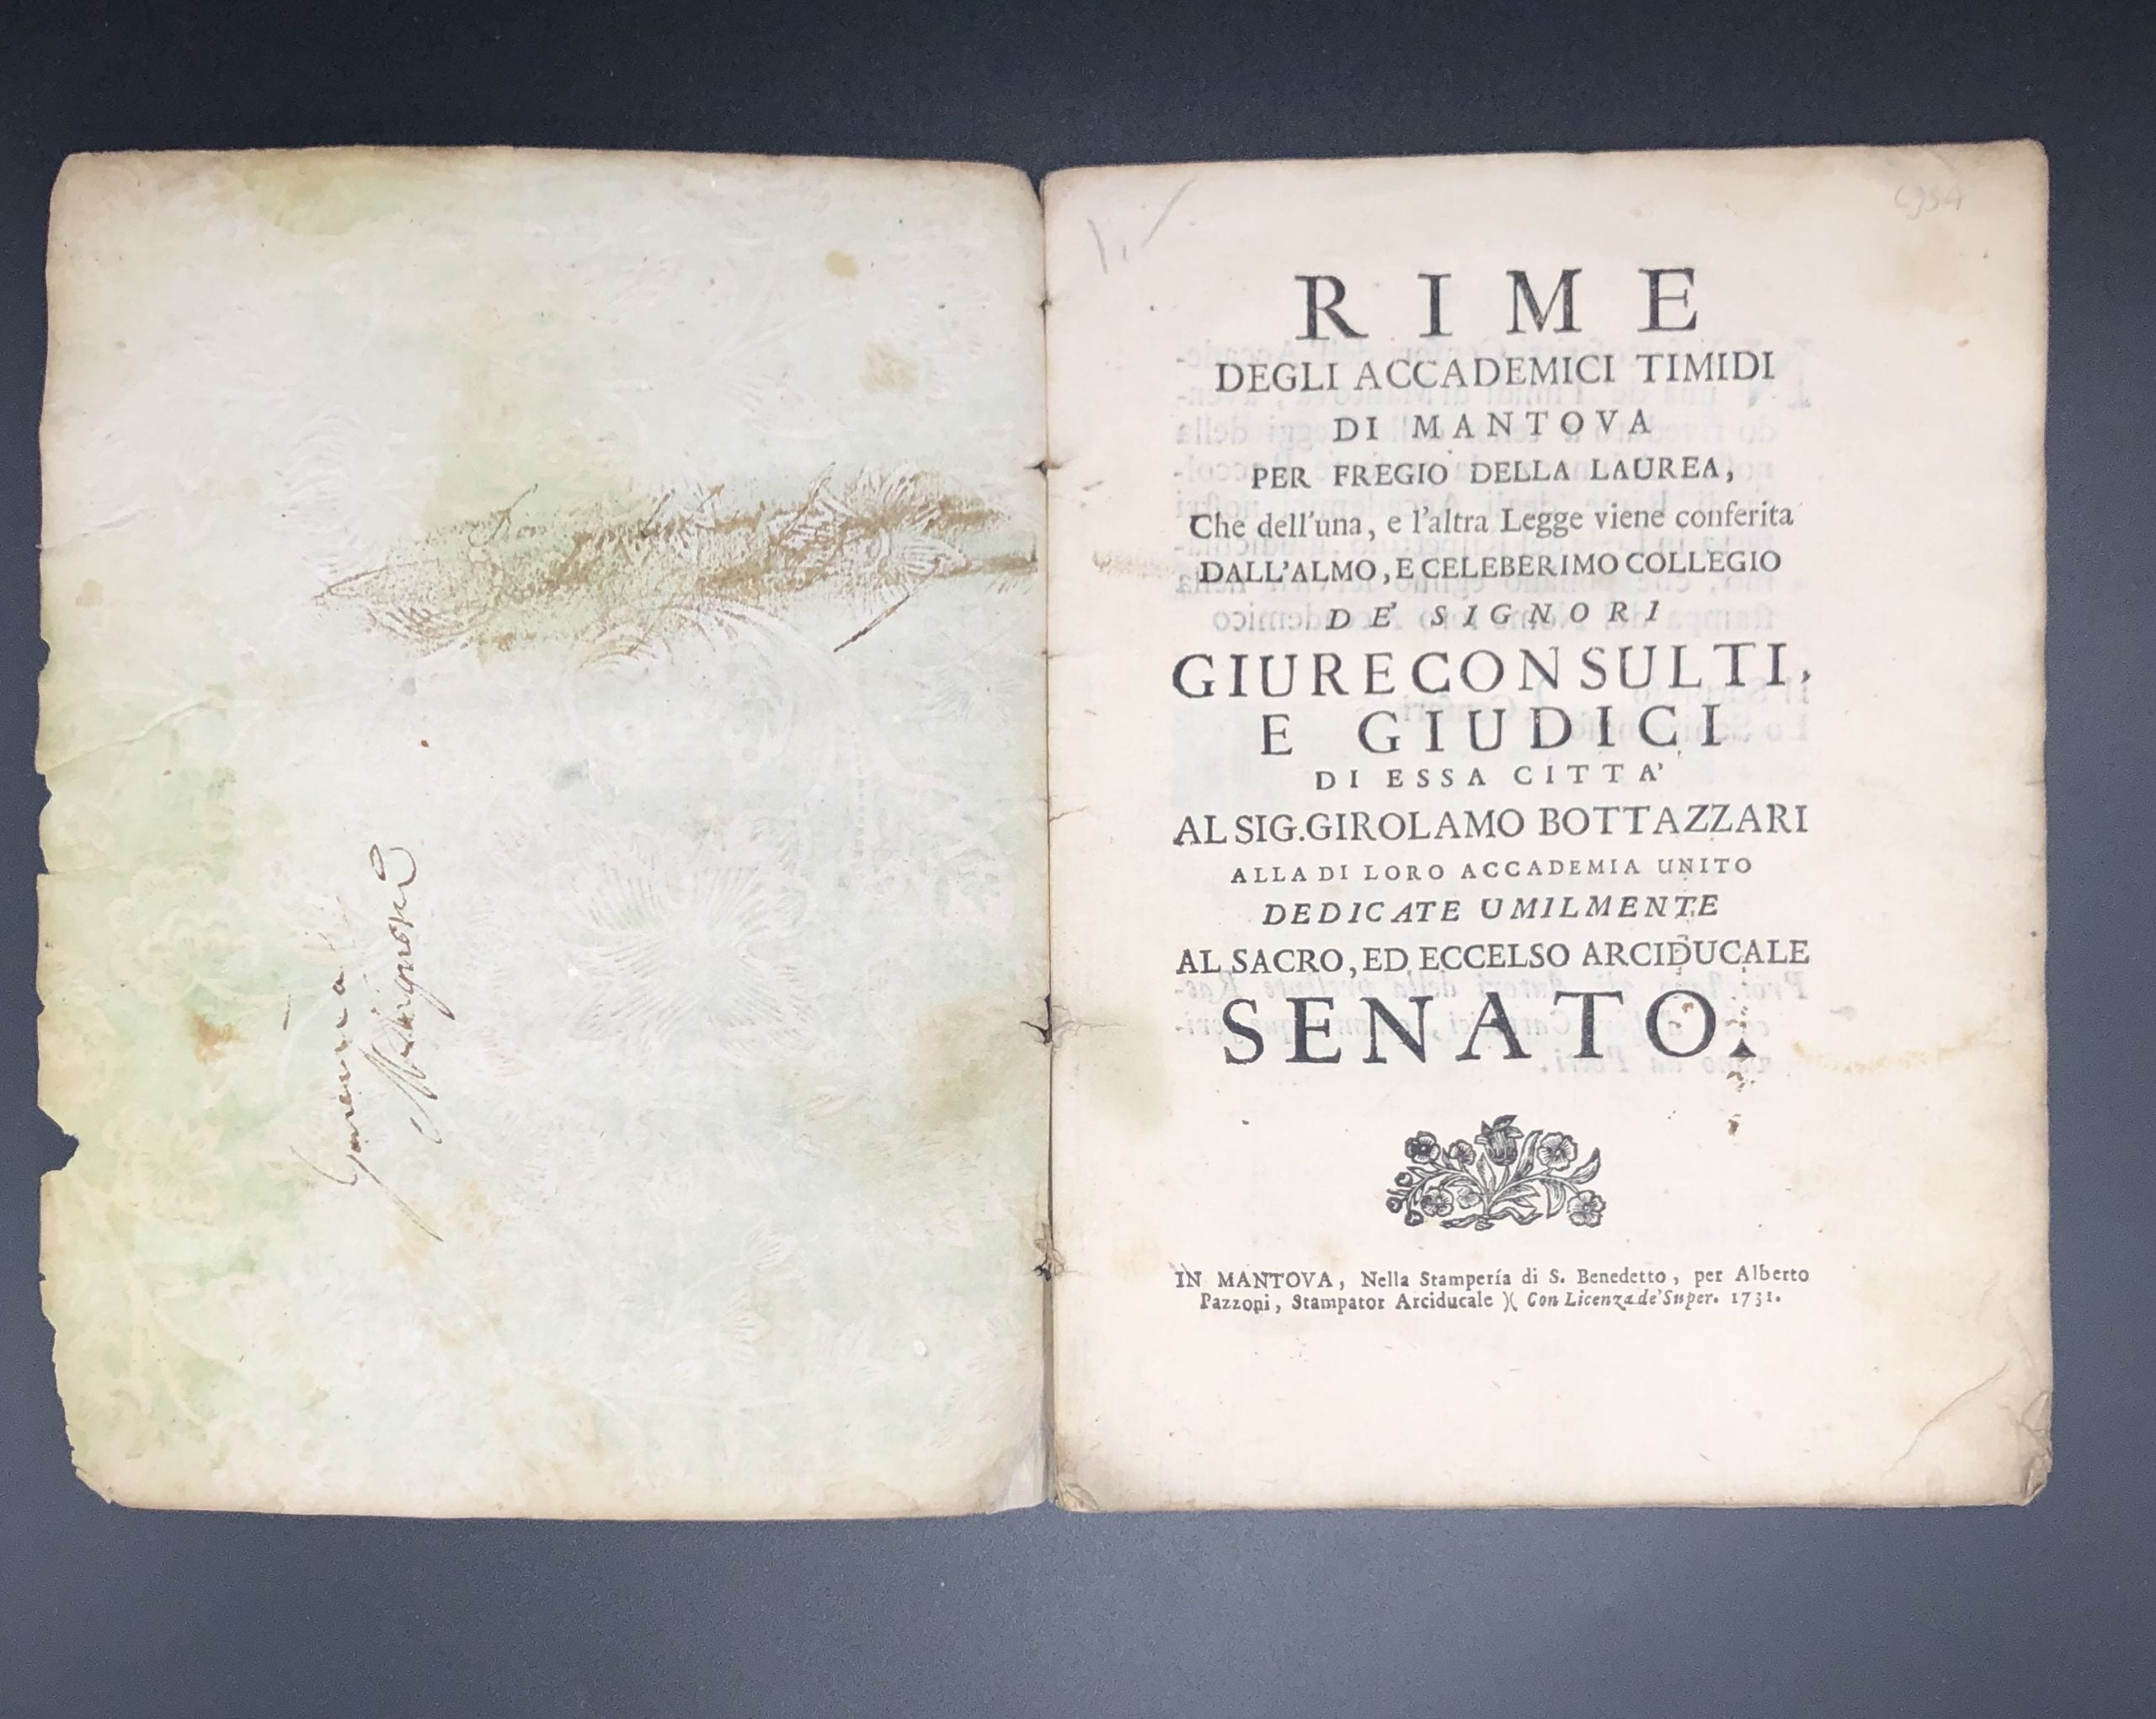 RIME
DEGLI ACCADEMICI TIMIDI
DI MANTOVA
PER FREGIO DELLA LAUREA,
Che dell'una, e l'altra Legge viene conferita
DALL'ALMO, E CELEBERIMO COLLEGIO
DE' SIGNORI
GIURECONSULTI,
E GIUDICI
DI ESSA CITTA'
AL SIG. GIROLAMO BOTTAZZARI
ALLA DI LORO ACCADEMIA UNITO
DEDICATE UMILMENTE
AL SACRO, ED ECCELSO ARCIDUCALE
SENATO.
IN MANTOVA, Nella Stampería di S. Benedetto, per Alberto
Pazzoni, Stampator Arciducale )( Con Licenza de' Super. 1731.